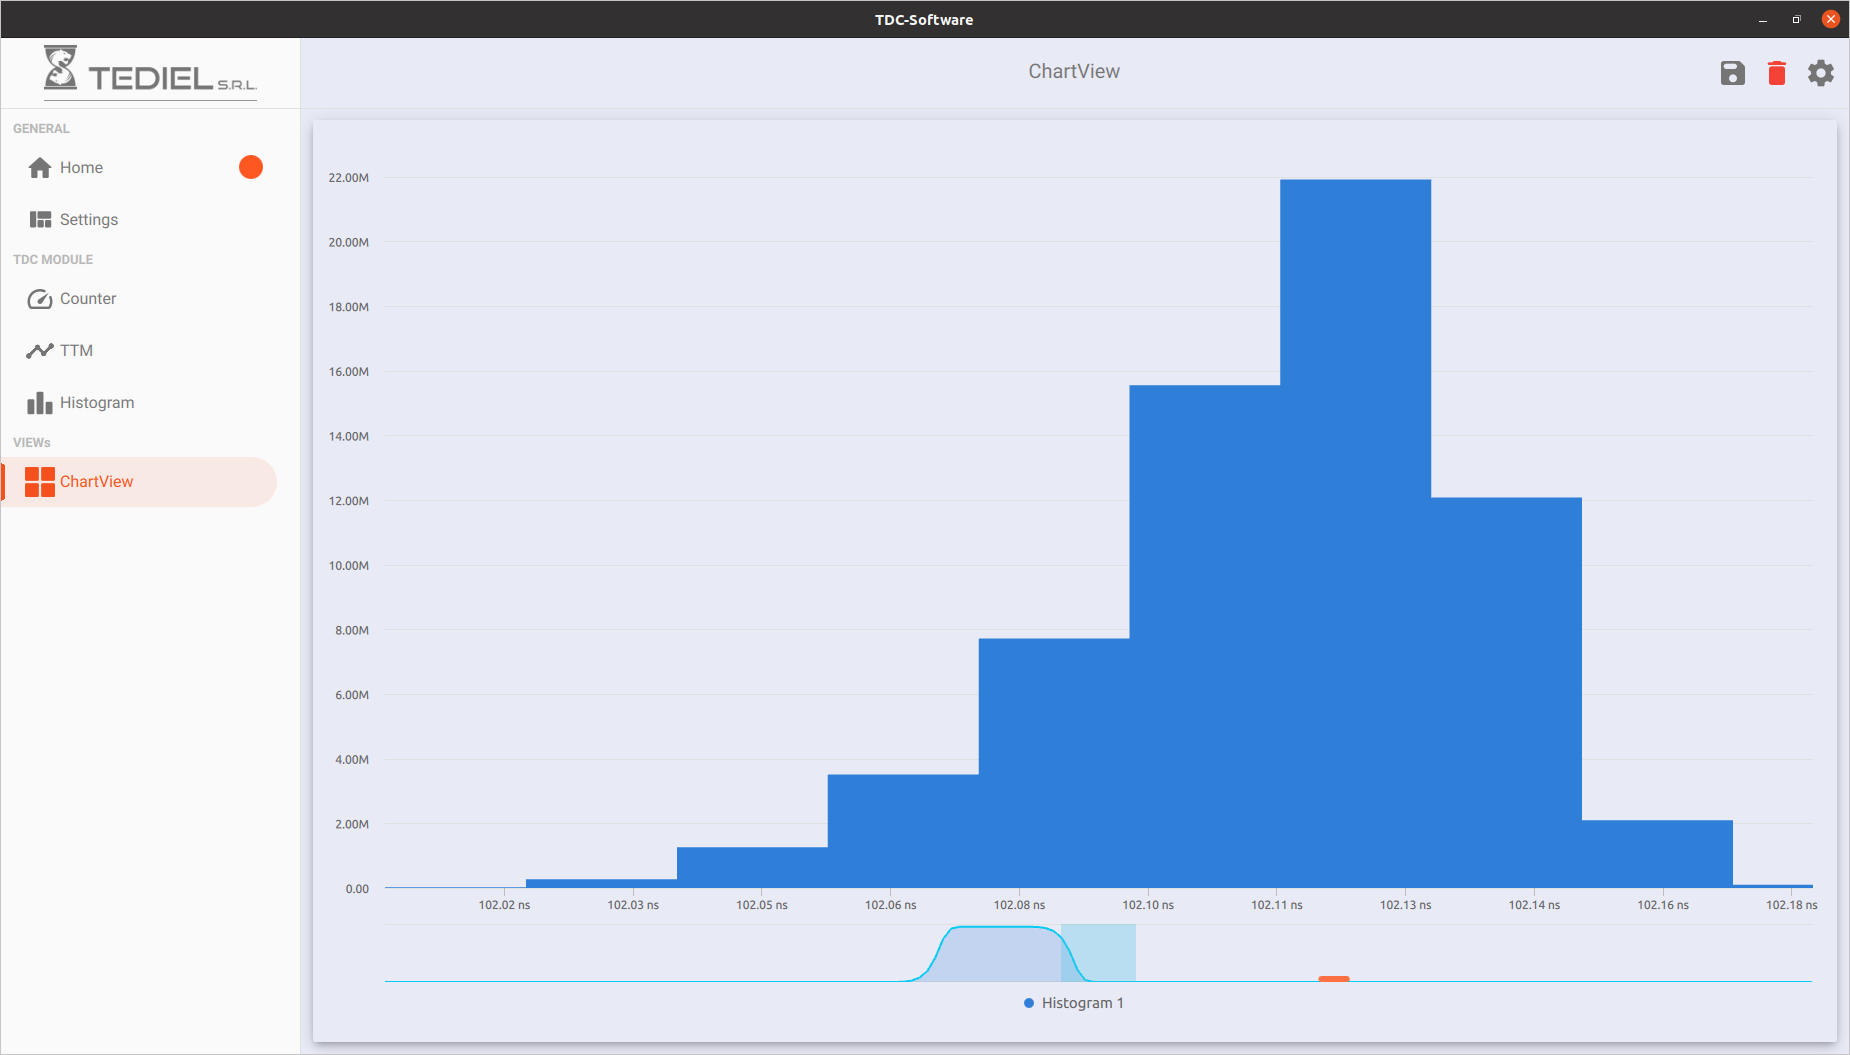 TDC-Software
TEDIEL S.R.L.
ChartView
GENERAL
Home
Settings
TDC MODULE
Counter
TTM
Histogram
VIEWs
ChartView
22.00M
20.00M
18.00M
16.00M
14.00M
12.00M
10.00M
8.00M
6.00M
4.00M
2.00M
0.00
102.02 ns 102.03 ns 102.05 ns 102.06 ns 102.08 ns 102.10 ns 102.11 ns 102.13 ns 102.14 ns 102.16 ns 102.18 ns
Histogram 1